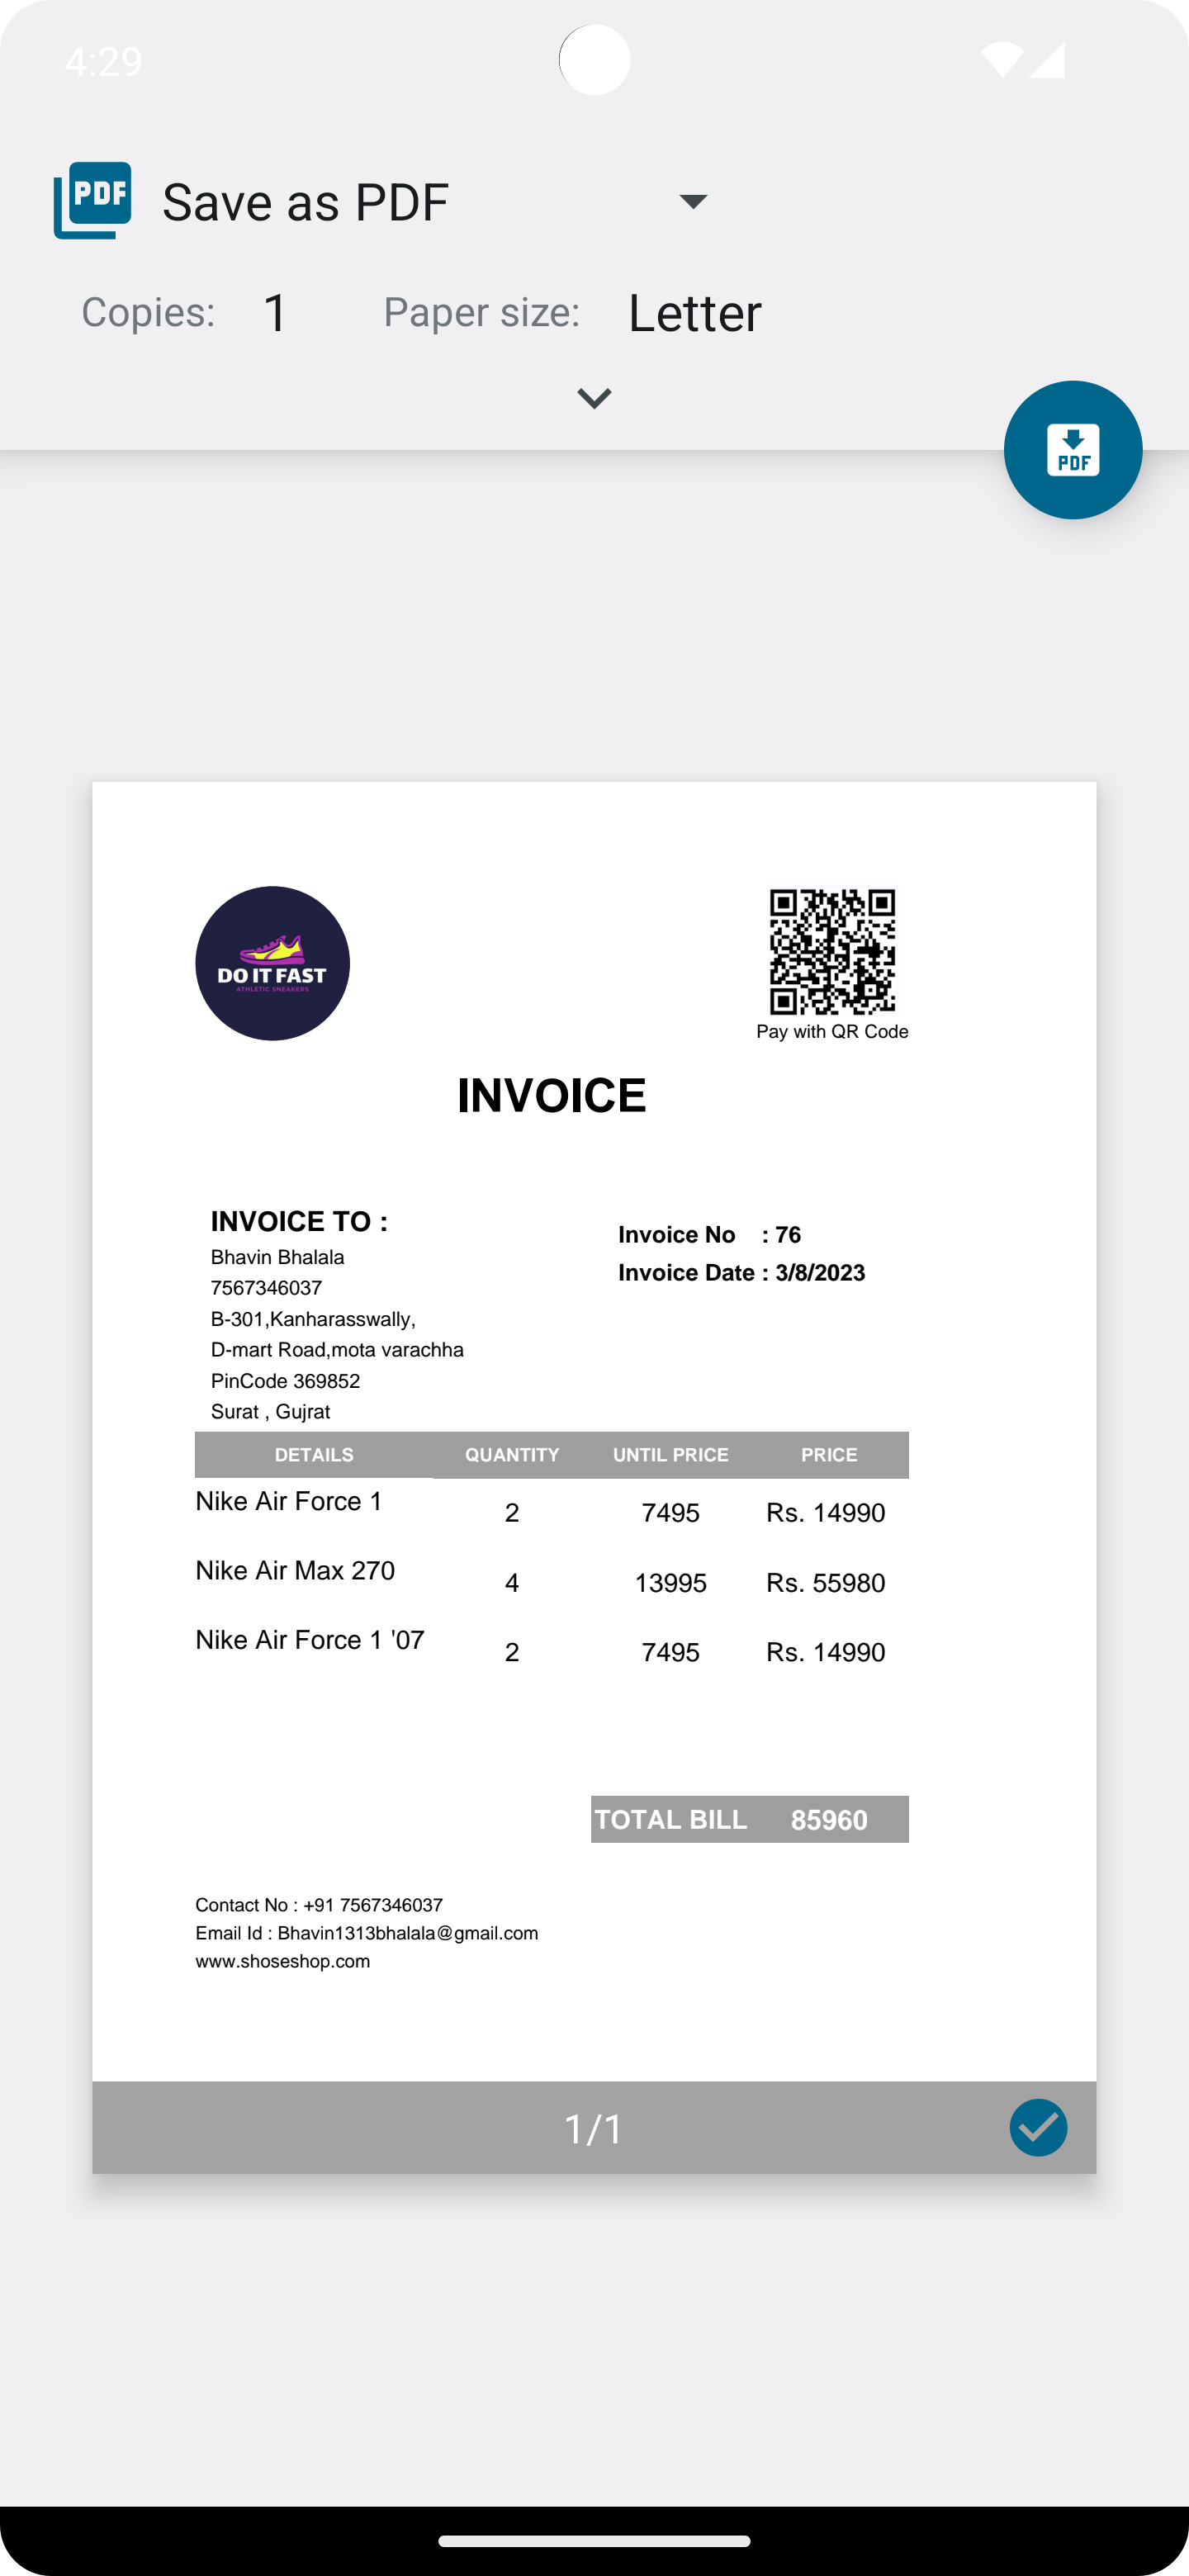 4:29
PDF
Save as PDF
Copies: 1 Paper size: Letter
PDF
DO IT FAST
ATHLETIC SNEAKERS
Pay with QR Code
INVOICE
INVOICE TO :
Bhavin Bhalala
7567346037
B-301,Kanharasswally,
D-mart Road,mota varachha
PinCode 369852
Surat , Gujrat
Invoice No : 76
Invoice Date : 3/8/2023
DETAILS QUANTITY UNTIL PRICE PRICE
Nike Air Force 1 2 7495 Rs. 14990
Nike Air Max 270 4 13995 Rs. 55980
Nike Air Force 1 '07 2 7495 Rs. 14990
TOTAL BILL 85960
Contact No : +91 7567346037
Email Id : Bhavin1313bhalala@gmail.com
www.shoseshop.com
1/1